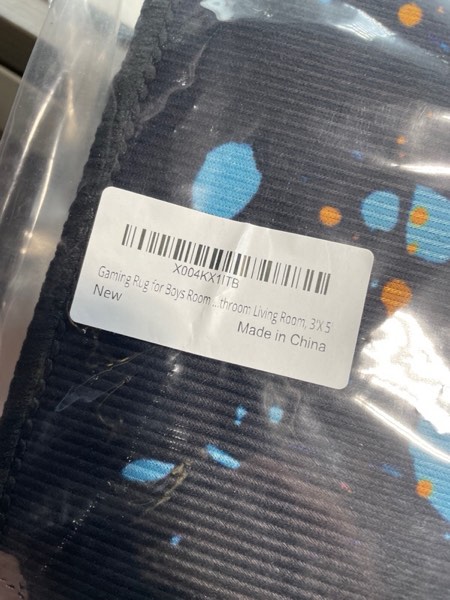 X004KX1ITB
Gaming Rug for Boys Room ...throom Living Room, 3'X 5
New
Made in China